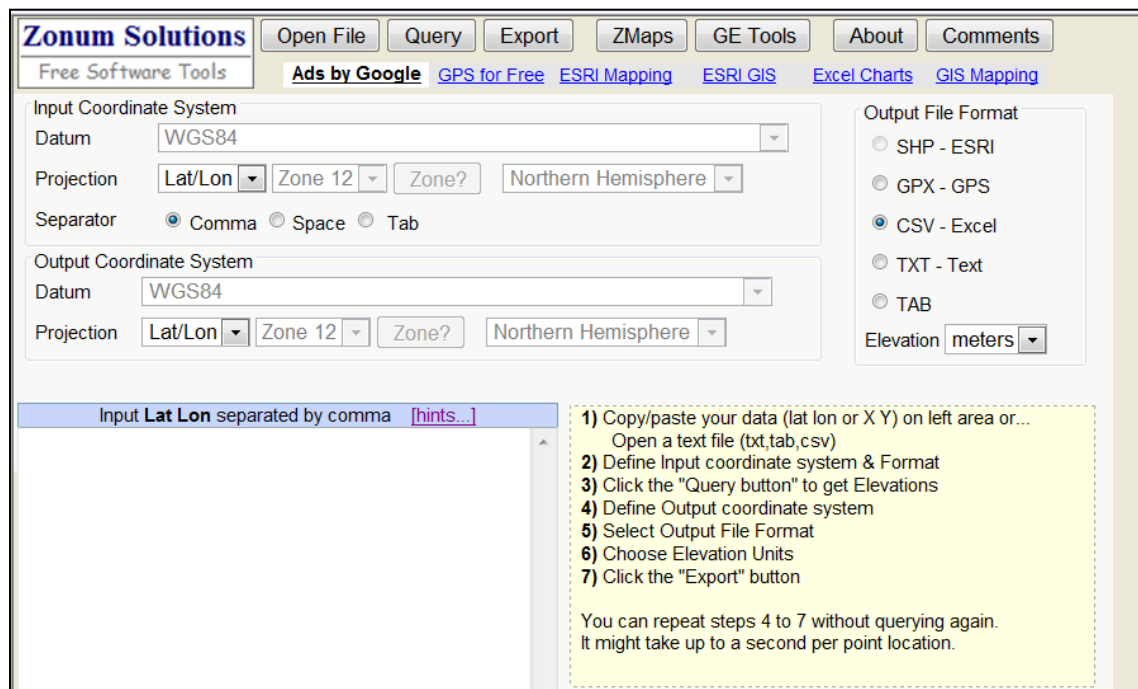 Zonum Solutions
Free Software Tools
Open File Query Export ZMaps GE Tools About Comments
Ads by Google GPS for Free ESRI Mapping ESRI GIS Excel Charts GIS Mapping
Input Coordinate System
Datum WGS84
Projection Lat/Lon Zone 12 Zone? Northern Hemisphere
Separator Comma Space Tab
Output Coordinate System
Datum WGS84
Projection Lat/Lon Zone 12 Zone? Northern Hemisphere
Output File Format
SHP - ESRI
GPX - GPS
CSV - Excel
TXT - Text
TAB
Elevation meters
Input Lat Lon separated by comma [hints...]
1) Copy/paste your data (lat lon or X Y) on left area or...
Open a text file (txt,tab,csv)
2) Define Input coordinate system & Format
3) Click the "Query button" to get Elevations
4) Define Output coordinate system
5) Select Output File Format
6) Choose Elevation Units
7) Click the "Export" button
You can repeat steps 4 to 7 without querying again.
It might take up to a second per point location.